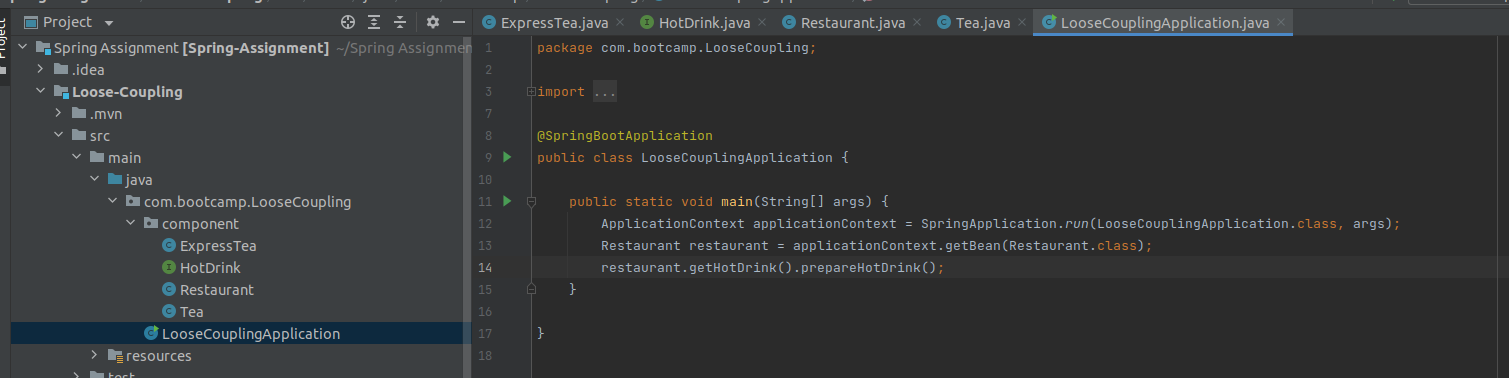 Project
ExpressTea.java
HotDrink.java
Restaurant.java
Tea.java
LooseCouplingApplication.java
Project
Spring Assignment [Spring-Assignment] ~/Spring Assignment
.idea
Loose-Coupling
.mvn
src
main
java
com.bootcamp.LooseCoupling
component
ExpressTea
HotDrink
Restaurant
Tea
LooseCouplingApplication
resources
test
1 package com.bootcamp.LooseCoupling;
2
3 import ...
7
8 @SpringBootApplication
9 public class LooseCouplingApplication {
10
11 public static void main(String[] args) {
12 ApplicationContext applicationContext = SpringApplication.run(LooseCouplingApplication.class, args);
13 Restaurant restaurant = applicationContext.getBean(Restaurant.class);
14 restaurant.getHotDrink().prepareHotDrink();
15 }
16
17 }
18